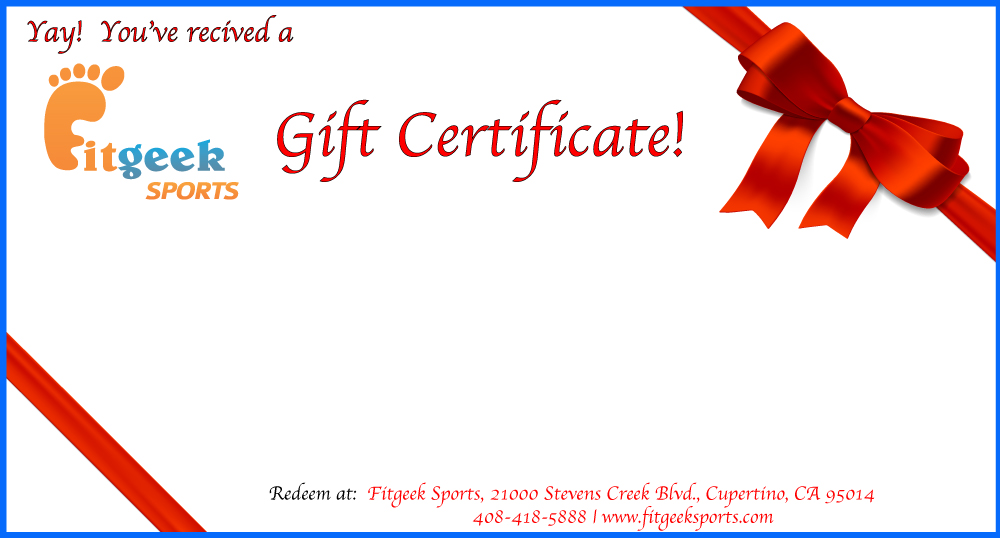 Yay! You've recived a
Fitgeek
SPORTS
Gift Certificate!
Redeem at: Fitgeek Sports, 21000 Stevens Creek Blvd., Cupertino, CA 95014
408-418-5888 | www.fitgeeksports.com